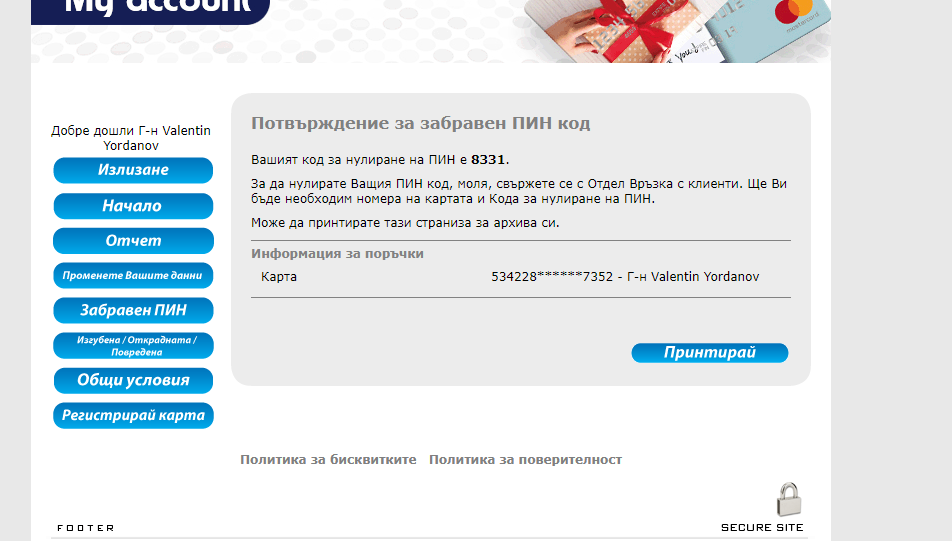 My account
you!
mastercard
Добре дошли Г-н Valentin
Yordanov
Излизане
Начало
Отчет
Променете Вашите данни
Забравен ПИН
Изгубена / Открадната /
Повредена
Общи условия
Регистрирай карта
Потвърждение за забравен ПИН код
Вашият код за нулиране на ПИН е 8331.
За да нулирате Ващия ПИН код, моля, свържете се с Отдел Връзка с клиенти. Ще Ви
бъде необходим номера на картата и Кода за нулиране на ПИН.
Може да принтирате тази страниза за архива си.
Информация за поръчки
Карта 534228******7352 - Г-н Valentin Yordanov
Принтирай
Политика за бисквитките Политика за поверителност
FOOTER
SECURE SITE